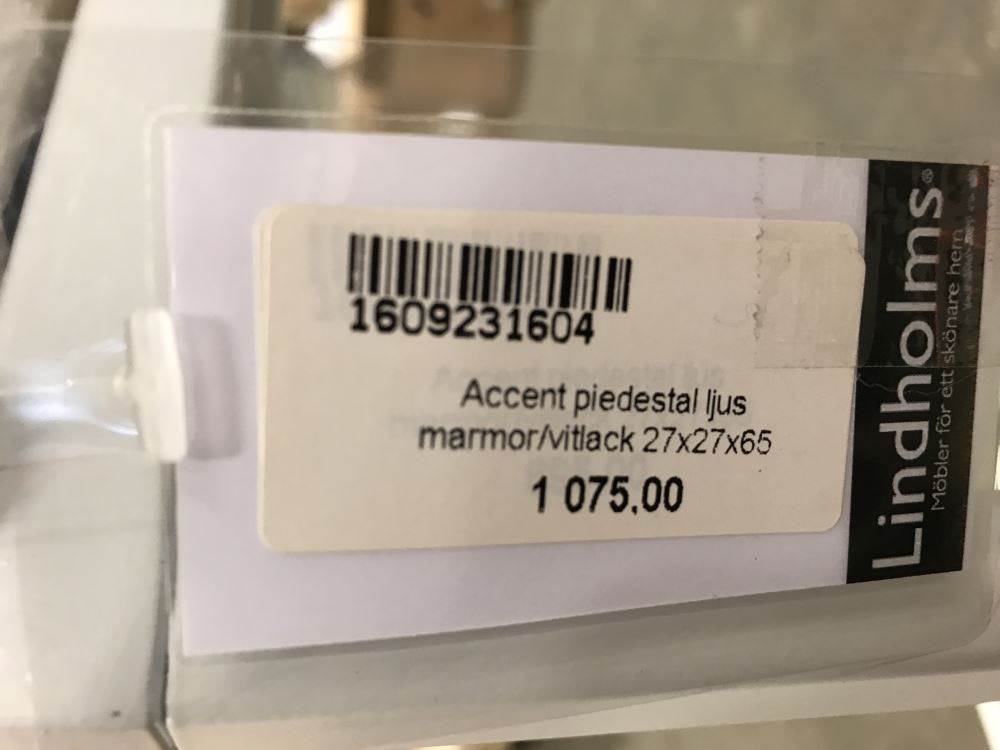 1609231604
Accent piedestal ljus
marmor/vitlack 27x27x65
1 075,00
Lindholms®
Möbler för ett skönare hem